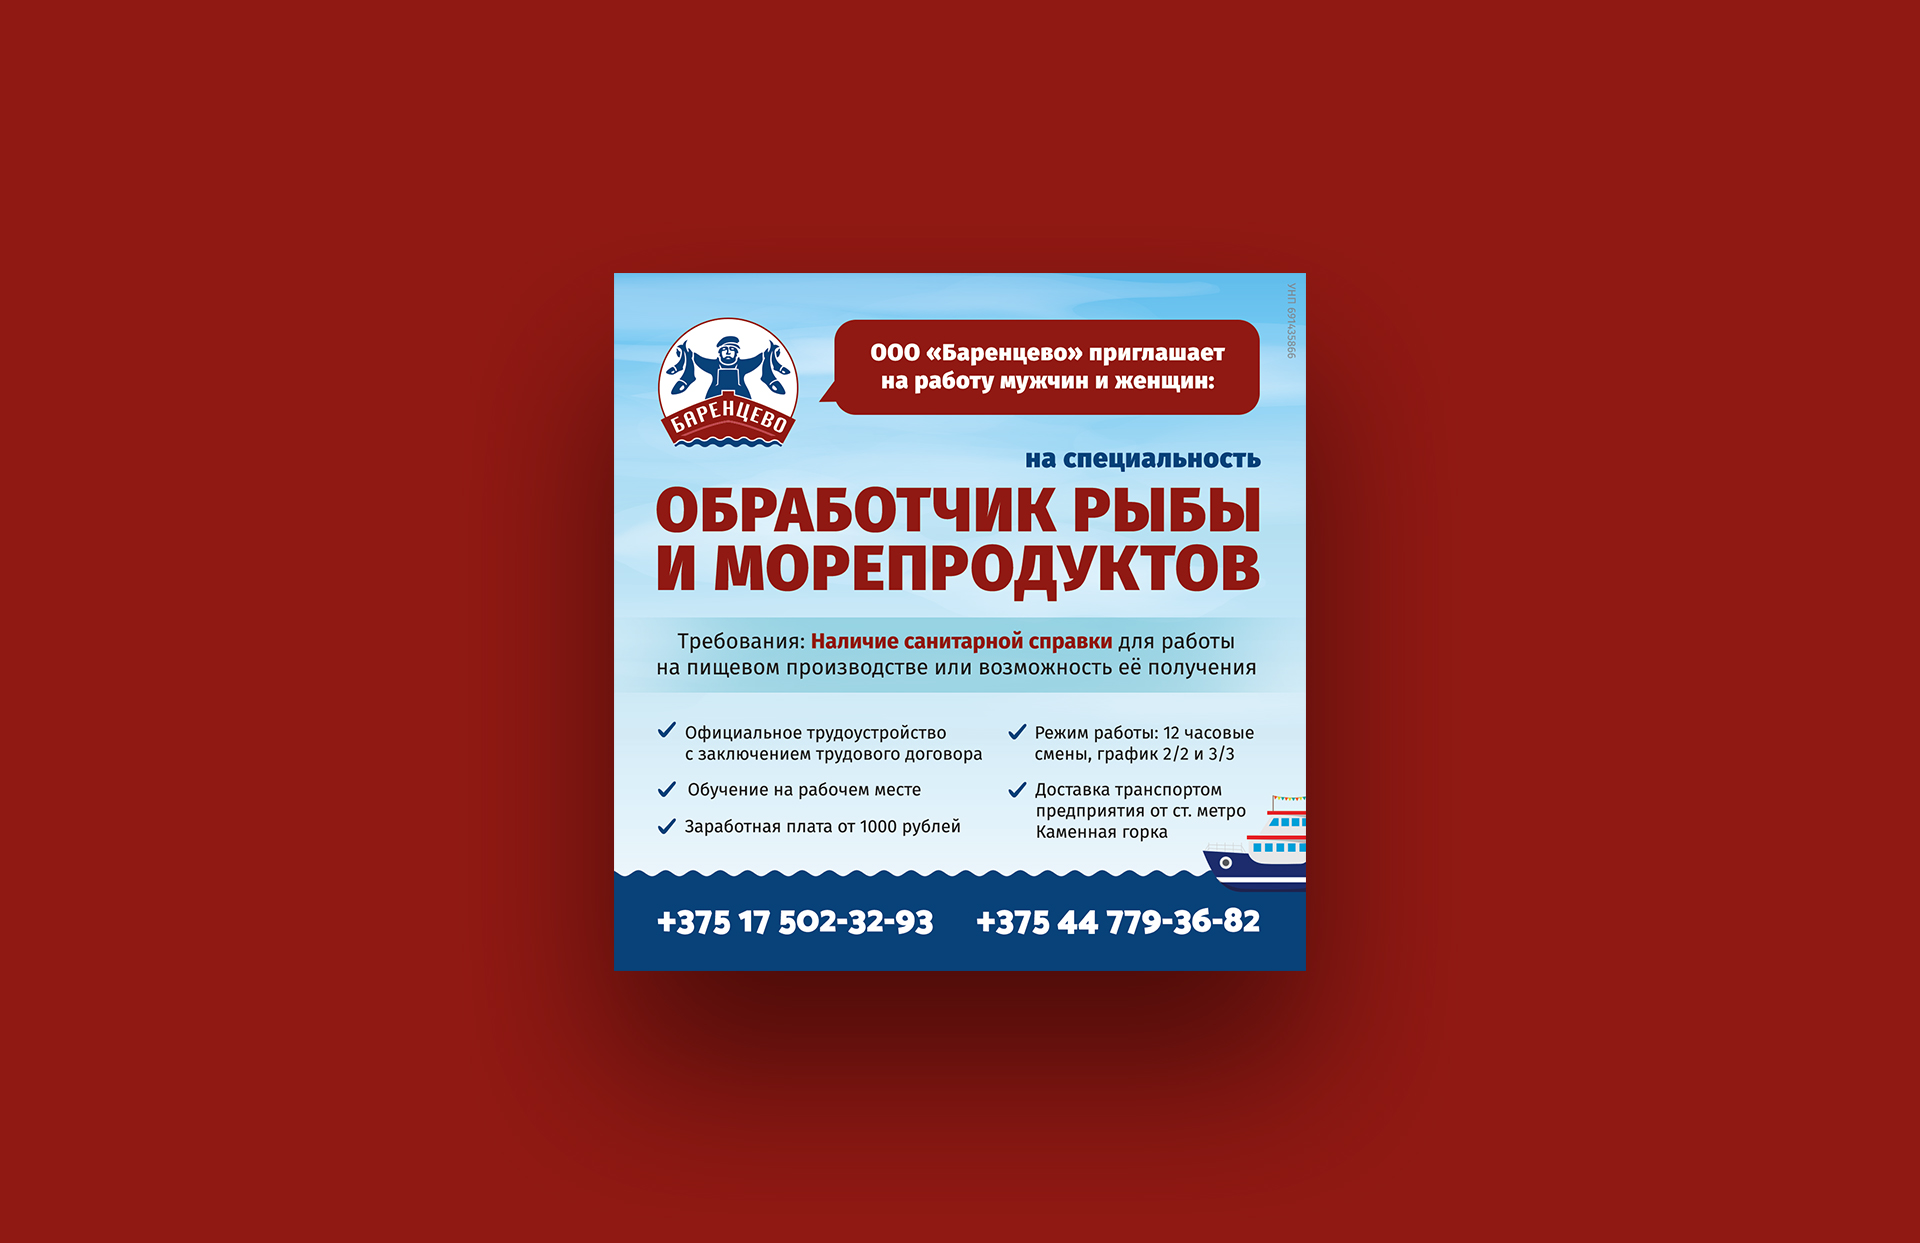 УНП 691435866
БАРЕНЦЕВО
ООО «Баренцево» приглашает
на работу мужчин и женщин:
на специальность
ОБРАБОТЧИК РЫБЫ
И МОРЕПРОДУКТОВ
Требования: Наличие санитарной справки для работы
на пищевом производстве или возможность её получения
Официальное трудоустройство
с заключением трудового договора
Обучение на рабочем месте
Заработная плата от 1000 рублей
Режим работы: 12 часовые
смены, график 2/2 и 3/3
Доставка транспортом
предприятия от ст. метро
Каменная горка
+375 17 502-32-93
+375 44 779-36-82